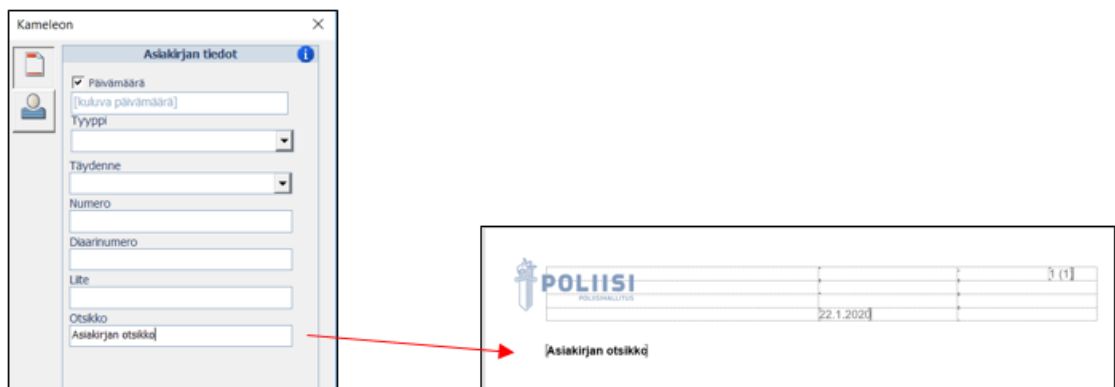 Kameleon
Asiakirjan tiedot
Päivämäärä
[kuluva päivämäärä]
Tyyppi
Täydenne
Numero
Diaarinumero
Liite
Otsikko
Asiakirjan otsikko
POLIISI
POLIISIHALLITUS
1 (1)
22.1.2020
Asiakirjan otsikko